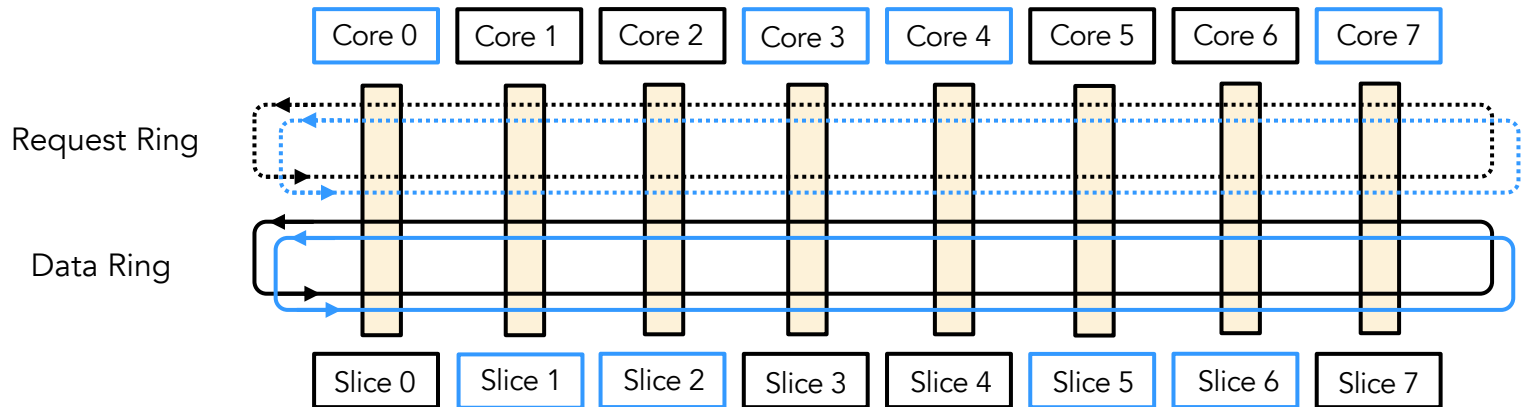 Core 0 Core 1 Core 2 Core 3 Core 4 Core 5 Core 6 Core 7
Request Ring
Data Ring
Slice 0 Slice 1 Slice 2 Slice 3 Slice 4 Slice 5 Slice 6 Slice 7